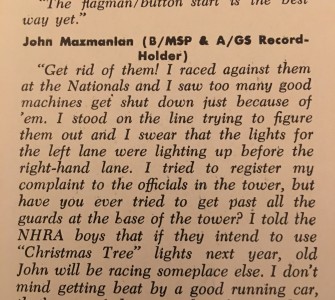 "The flagman/button start is the best
way yet."
John Mazmanian (B/MSP & A/GS Record-
Holder)
"Get rid of them! I raced against them
at the Nationals and I saw too many good
machines get shut down just because of
'em. I stood on the line trying to figure
them out and I swear that the lights for
the left lane were lighting up before the
right-hand lane. I tried to register my
complaint to the officials in the tower, but
have you ever tried to get past all the
guards at the base of the tower? I told the
NHRA boys that if they intend to use
"Christmas Tree" lights next year, old
John will be racing someplace else. I don't
mind getting beat by a good running car,